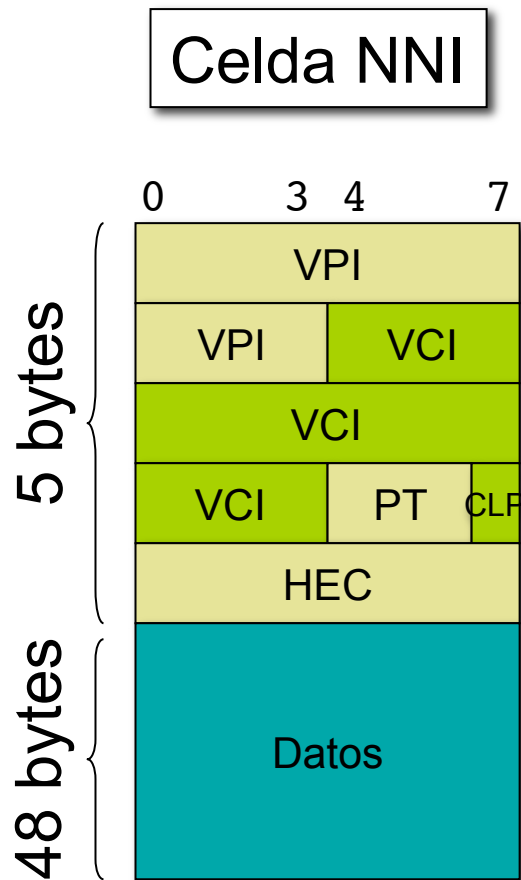 Celda NNI
0 3 4 7
VPI
VPI VCI
VCI
VCI PT CLP
HEC
5 bytes
Datos
48 bytes